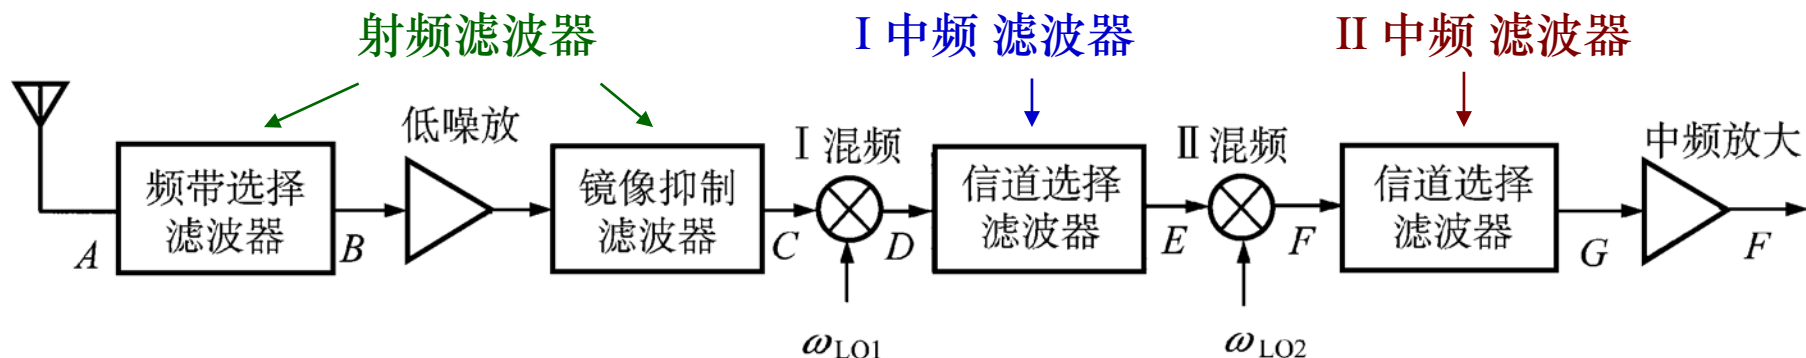 射频滤波器
I 中频 滤波器
II 中频 滤波器
低噪放
I 混频
II 混频
中频放大
频带选择
滤波器
镜像抑制
滤波器
信道选择
滤波器
信道选择
滤波器
A
B
C
D
E
F
G
F
ωLO1
ωLO2